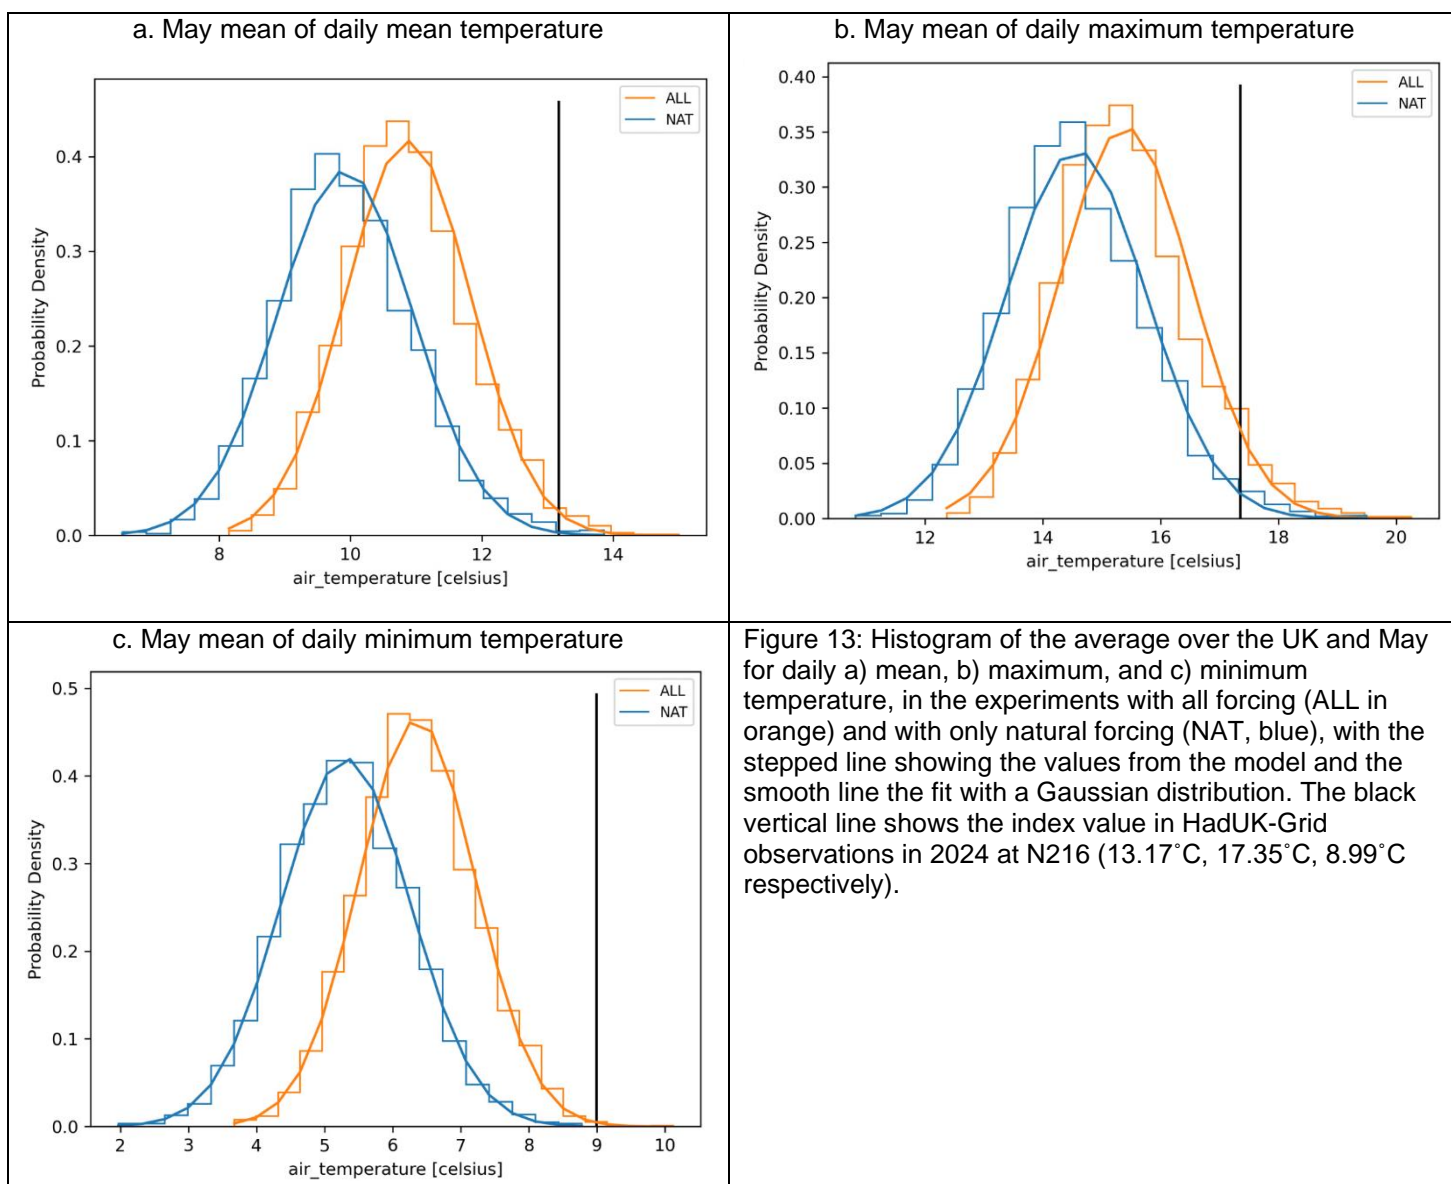 a. May mean of daily mean temperature
ALL
NAT
0.4
0.3
0.2
0.1
0.0
Probability Density
8
10
12
14
air_temperature [celsius]
b. May mean of daily maximum temperature
ALL
NAT
0.40
0.35
0.30
0.25
0.20
0.15
0.10
0.05
0.00
Probability Density
12
14
16
18
20
air_temperature [celsius]
c. May mean of daily minimum temperature
ALL
NAT
0.5
0.4
0.3
0.2
0.1
0.0
Probability Density
2
3
4
5
6
7
8
9
10
air_temperature [celsius]
Figure 13: Histogram of the average over the UK and May
for daily a) mean, b) maximum, and c) minimum
temperature, in the experiments with all forcing (ALL in
orange) and with only natural forcing (NAT, blue), with the
stepped line showing the values from the model and the
smooth line the fit with a Gaussian distribution. The black
vertical line shows the index value in HadUK-Grid
observations in 2024 at N216 (13.17˚C, 17.35˚C, 8.99˚C
respectively).